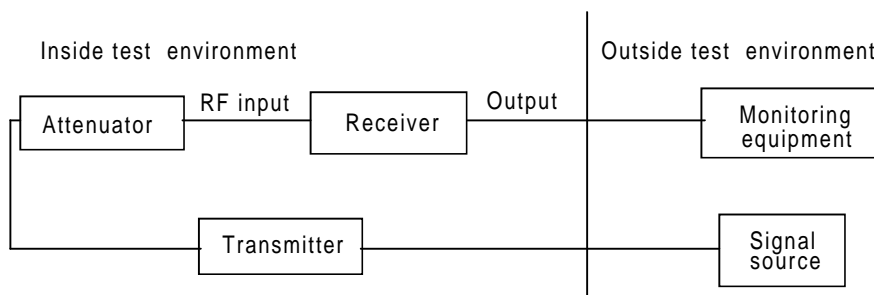 Inside test environment
Outside test environment
RF input
Output
Attenuator
Receiver
Monitoring
equipment
Transmitter
Signal
source